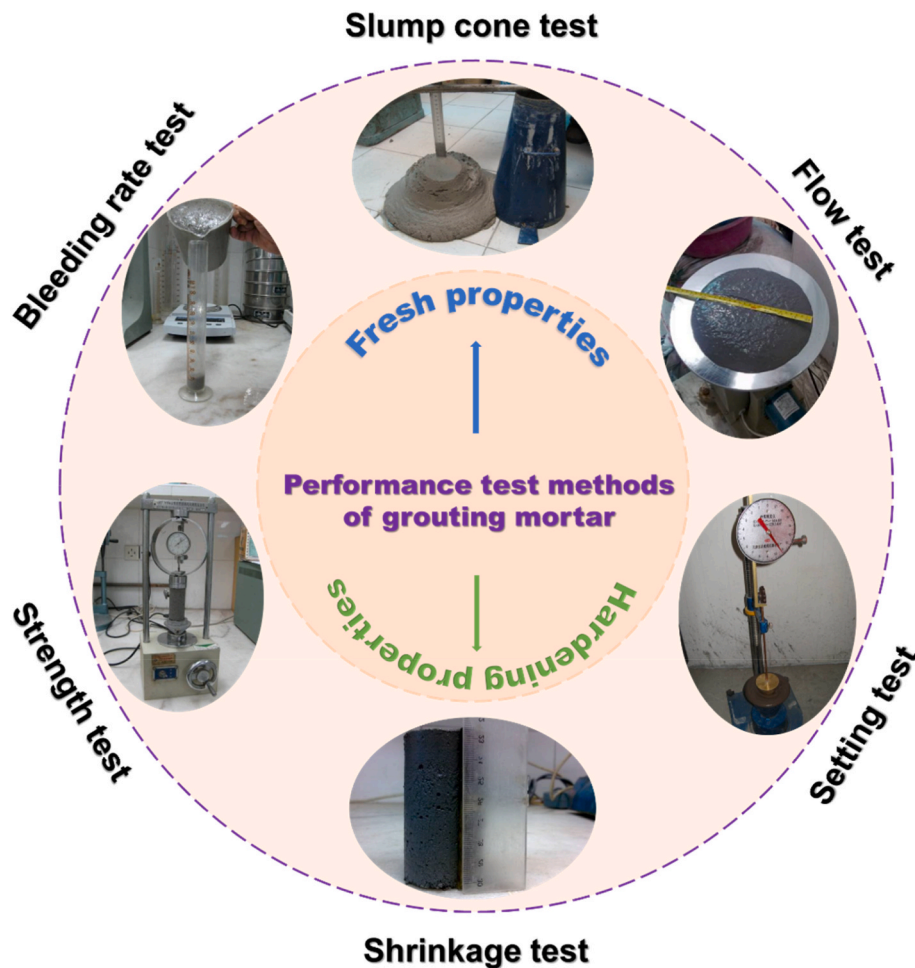 Slump cone test
Bleeding rate test
Flow test
Fresh properties
Performance test methods
of grouting mortar
Hardening properties
Strength test
Setting test
Shrinkage test